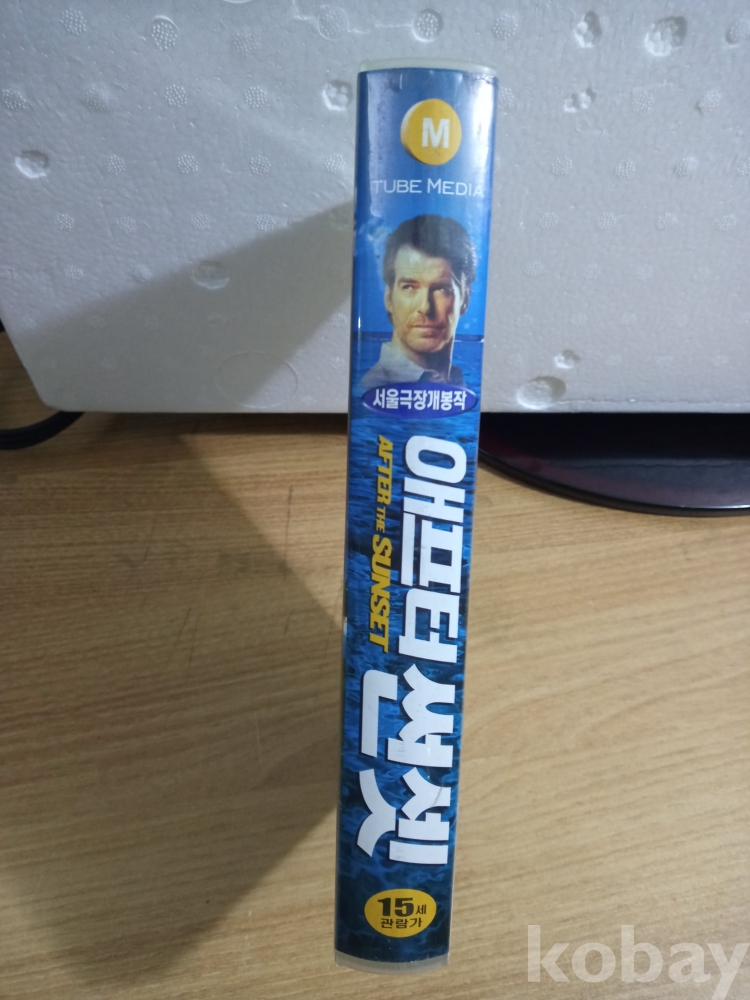 M
TUBE MEDIA
서울극장개봉작
애프터 썬셋
AFTER THE SUNSET
15세
관람가
kobay